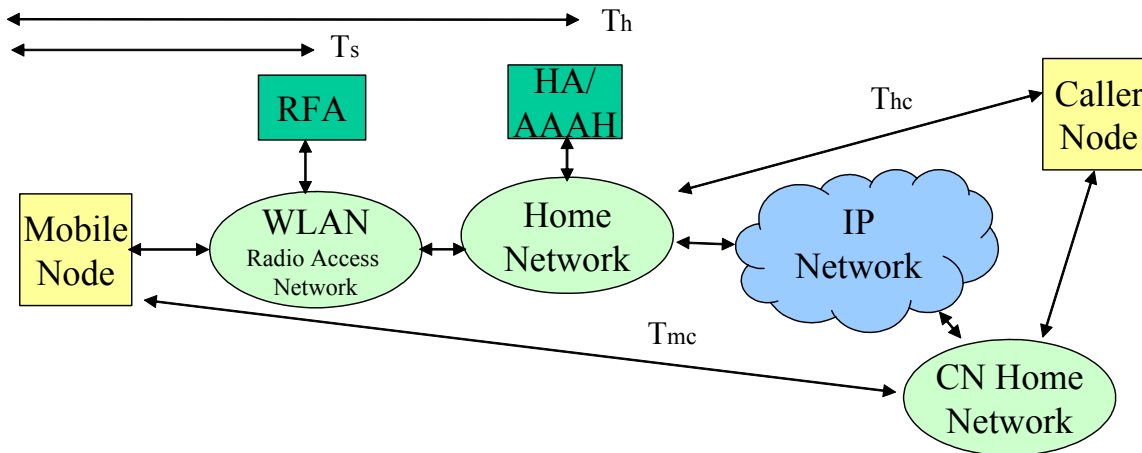 Th
Ts
RFA
HA/
AAAH
Thc
Caller
Node
Mobile
Node
WLAN
Radio Access
Network
Home
Network
IP
Network
Tmc
CN Home
Network